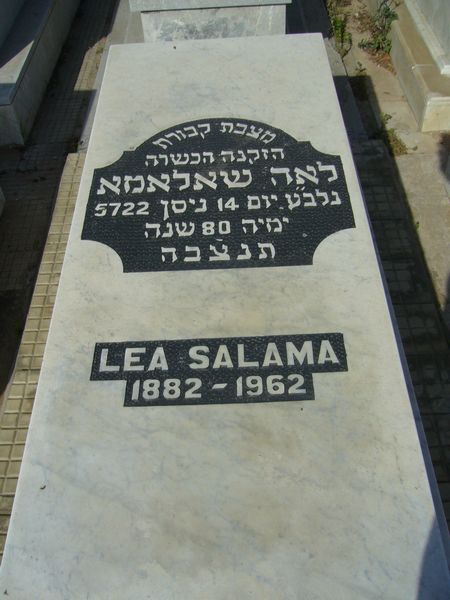 מצבת קבורת
הזקנה הכשרה
לאה שאלאמא
נלב״ע יום 14 ניסן 5722
ימיה 80 שנה
תנצבה
LEA SALAMA
1882 - 1962